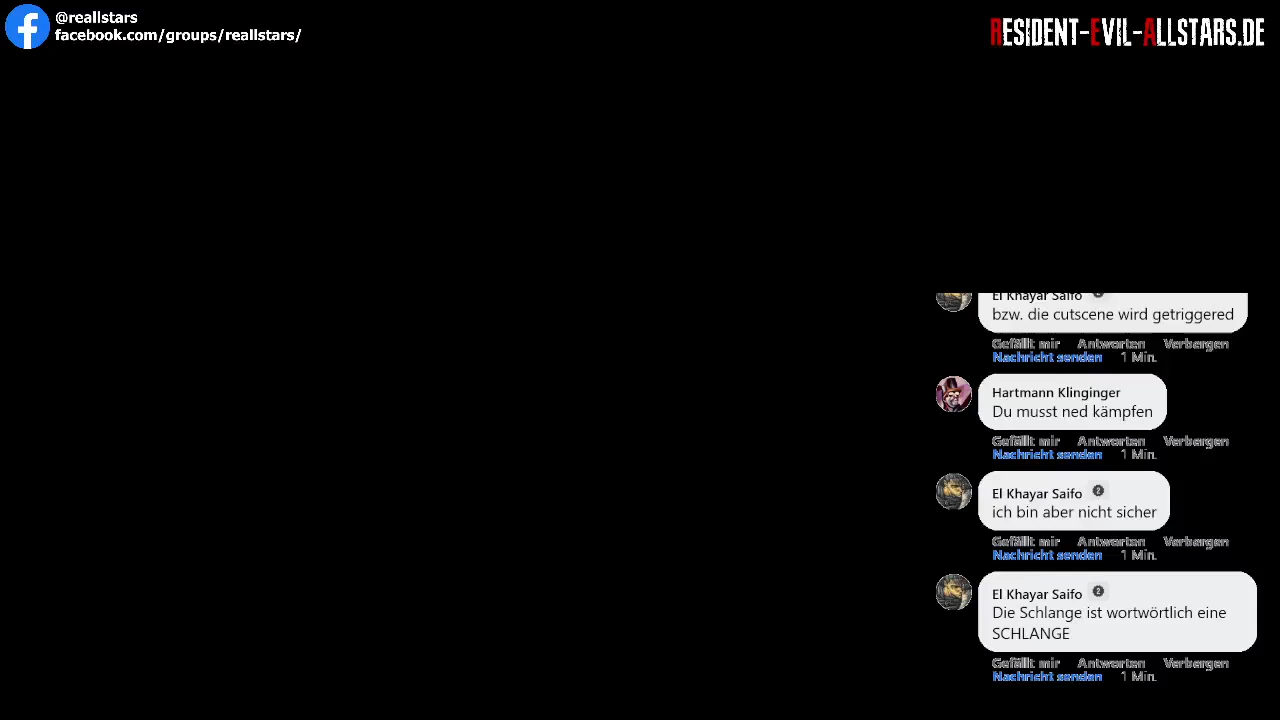 @reallstars
facebook.com/groups/reallstars/
RESIDENT-EVIL-ALLSTARS.DE
El Khayar Saifo
bzw. die cutscene wird getriggered
Gefällt mir Antworten Verbergen
Nachricht senden 1 Min.
Hartmann Klinginger
Du musst ned kämpfen
Gefällt mir Antworten Verbergen
Nachricht senden 1 Min.
El Khayar Saifo 2
ich bin aber nicht sicher
Gefällt mir Antworten Verbergen
Nachricht senden 1 Min.
El Khayar Saifo 2
Die Schlange ist wortwörtlich eine
SCHLANGE
Gefällt mir Antworten Verbergen
Nachricht senden 1 Min.